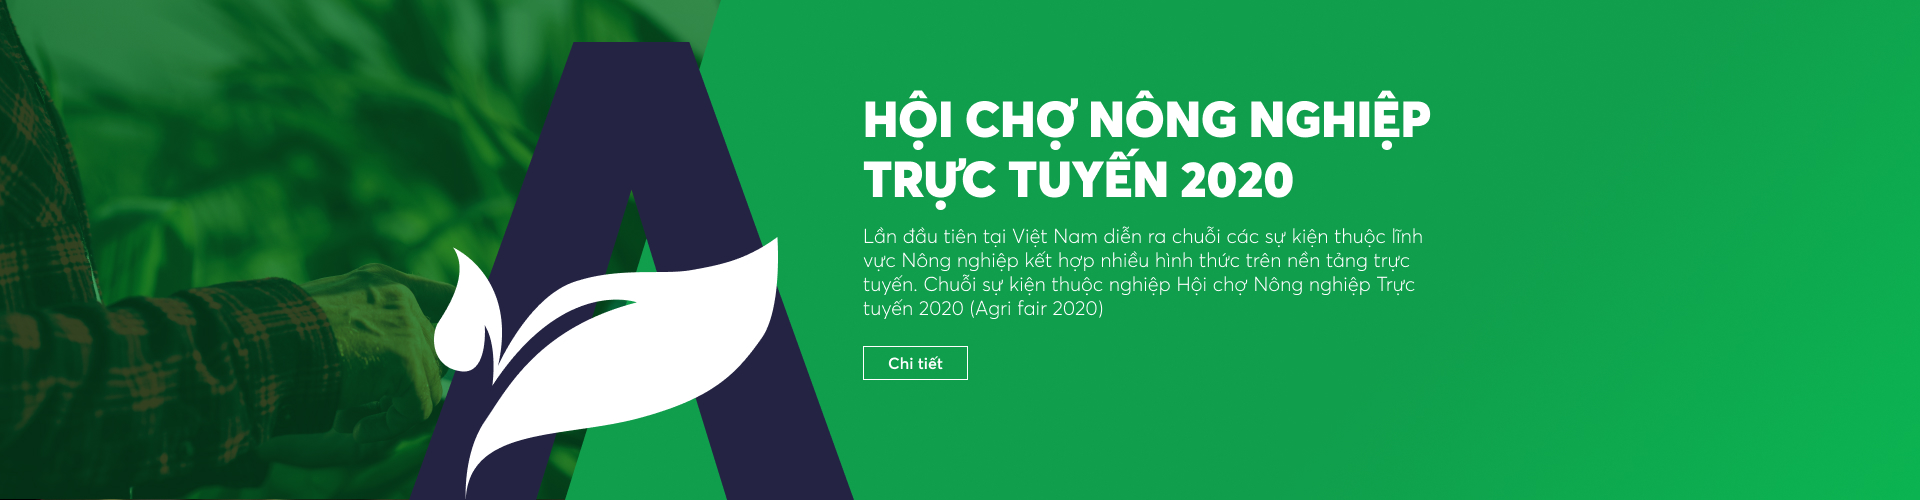 HỘI CHỢ NÔNG NGHIỆP
TRỰC TUYẾN 2020
Lần đầu tiên tại Việt Nam diễn ra chuỗi các sự kiện thuộc lĩnh
vực Nông nghiệp kết hợp nhiều hình thức trên nền tảng trực
tuyến. Chuỗi sự kiện thuộc nghiệp Hội chợ Nông nghiệp Trực
tuyến 2020 (Agri fair 2020)
Chi tiết